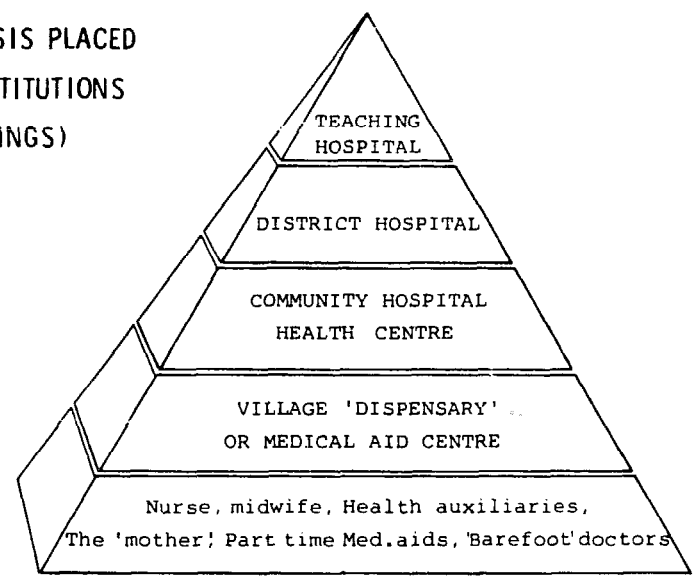 SIS PLACED
TITUTIONS
INGS)
TEACHING
HOSPITAL
DISTRICT HOSPITAL
COMMUNITY HOSPITAL
HEALTH CENTRE
VILLAGE 'DISPENSARY'
OR MEDICAL AID CENTRE
Nurse, midwife, Health auxiliaries,
The 'mother', Part time Med.aids, 'Barefoot' doctors